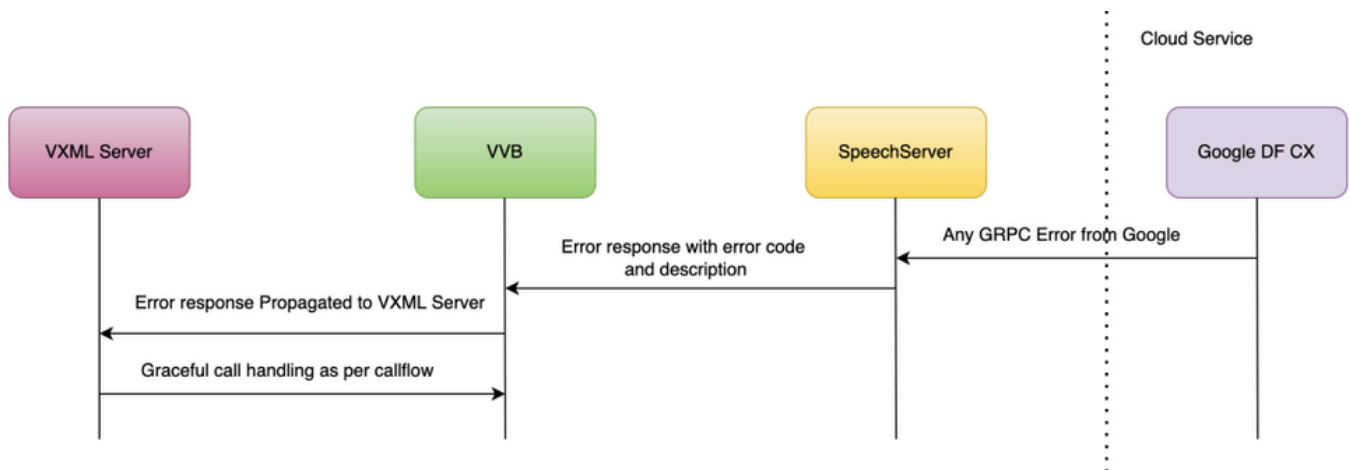 Cloud Service
VXML Server
VVB
SpeechServer
Google DF CX
Any GRPC Error from Google
Error response with error code
and description
Error response Propagated to VXML Server
Graceful call handling as per callflow